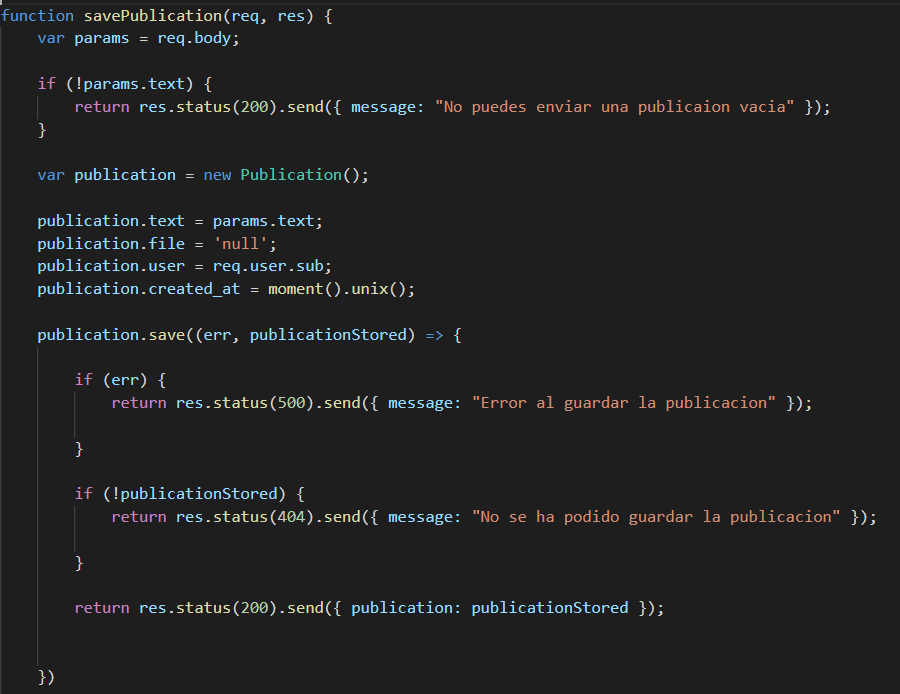 function savePublication(req, res) {
    var params = req.body;
    if (!params.text) {
        return res.status(200).send({ message: "No puedes enviar una publicaion vacia" });
    }
    var publication = new Publication();
    publication.text = params.text;
    publication.file = 'null';
    publication.user = req.user.sub;
    publication.created_at = moment().unix();
    publication.save((err, publicationStored) => {
        if (err) {
            return res.status(500).send({ message: "Error al guardar la publicacion" });
        }
        if (!publicationStored) {
            return res.status(404).send({ message: "No se ha podido guardar la publicacion" });
        }
        return res.status(200).send({ publication: publicationStored });
    })